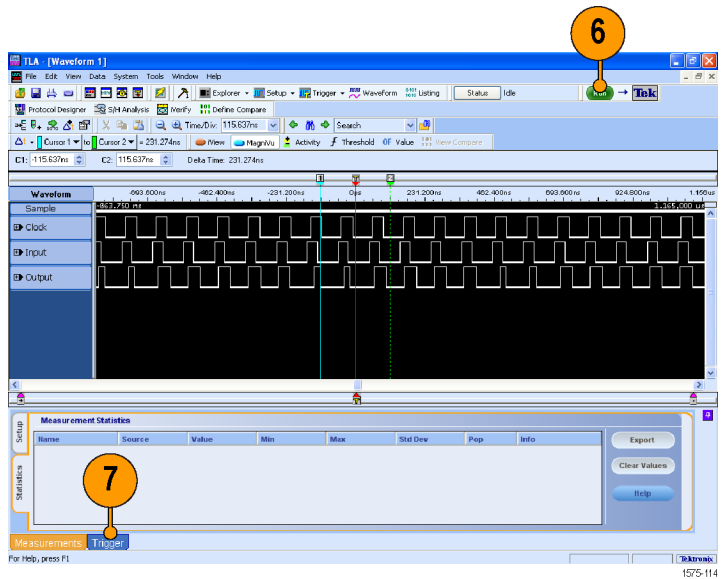 6
TLA - [Waveform 1]
File Edit View Data System Tools Window Help
Explorer Setup Trigger Waveform Listing Status Idle Run Tek
Protocol Designer S/H Analysis iVerify Define Compare
Time/Div: 115.637ns Search
Cursor 1 to Cursor 2 = 231.274ns iView MagniVu Activity Threshold Value View Compare
C1: -115.637ns C2: 115.637ns Delta Time: 231.274ns
Waveform -693.600ns -462.400ns -231.200ns 0ps 231.200ns 462.400ns 693.600ns 924.800ns 1.166us
Sample -863.750 ns 1.165,000 us
Clock
Input
Output
Setup
Measurement Statistics
Name Source Value Min Max Std Dev Pop Info
Export
Statistics
Clear Values
Help
7
Measurements Trigger
For Help, press F1
Tektronix
1575-114